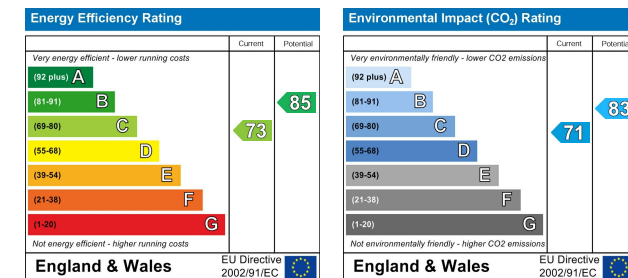 Energy Efficiency Rating
Current Potential
Very energy efficient - lower running costs
(92 plus) A
(81-91) B
(69-80) C
(55-68) D
(39-54) E
(21-38) F
(1-20) G
73
85
Not energy efficient - higher running costs
England & Wales
EU Directive
2002/91/EC
Environmental Impact (CO₂) Rating
Current Potential
Very environmentally friendly - lower CO2 emissions
(92 plus) A
(81-91) B
(69-80) C
(55-68) D
(39-54) E
(21-38) F
(1-20) G
71
83
Not environmentally friendly - higher CO2 emissions
England & Wales
EU Directive
2002/91/EC